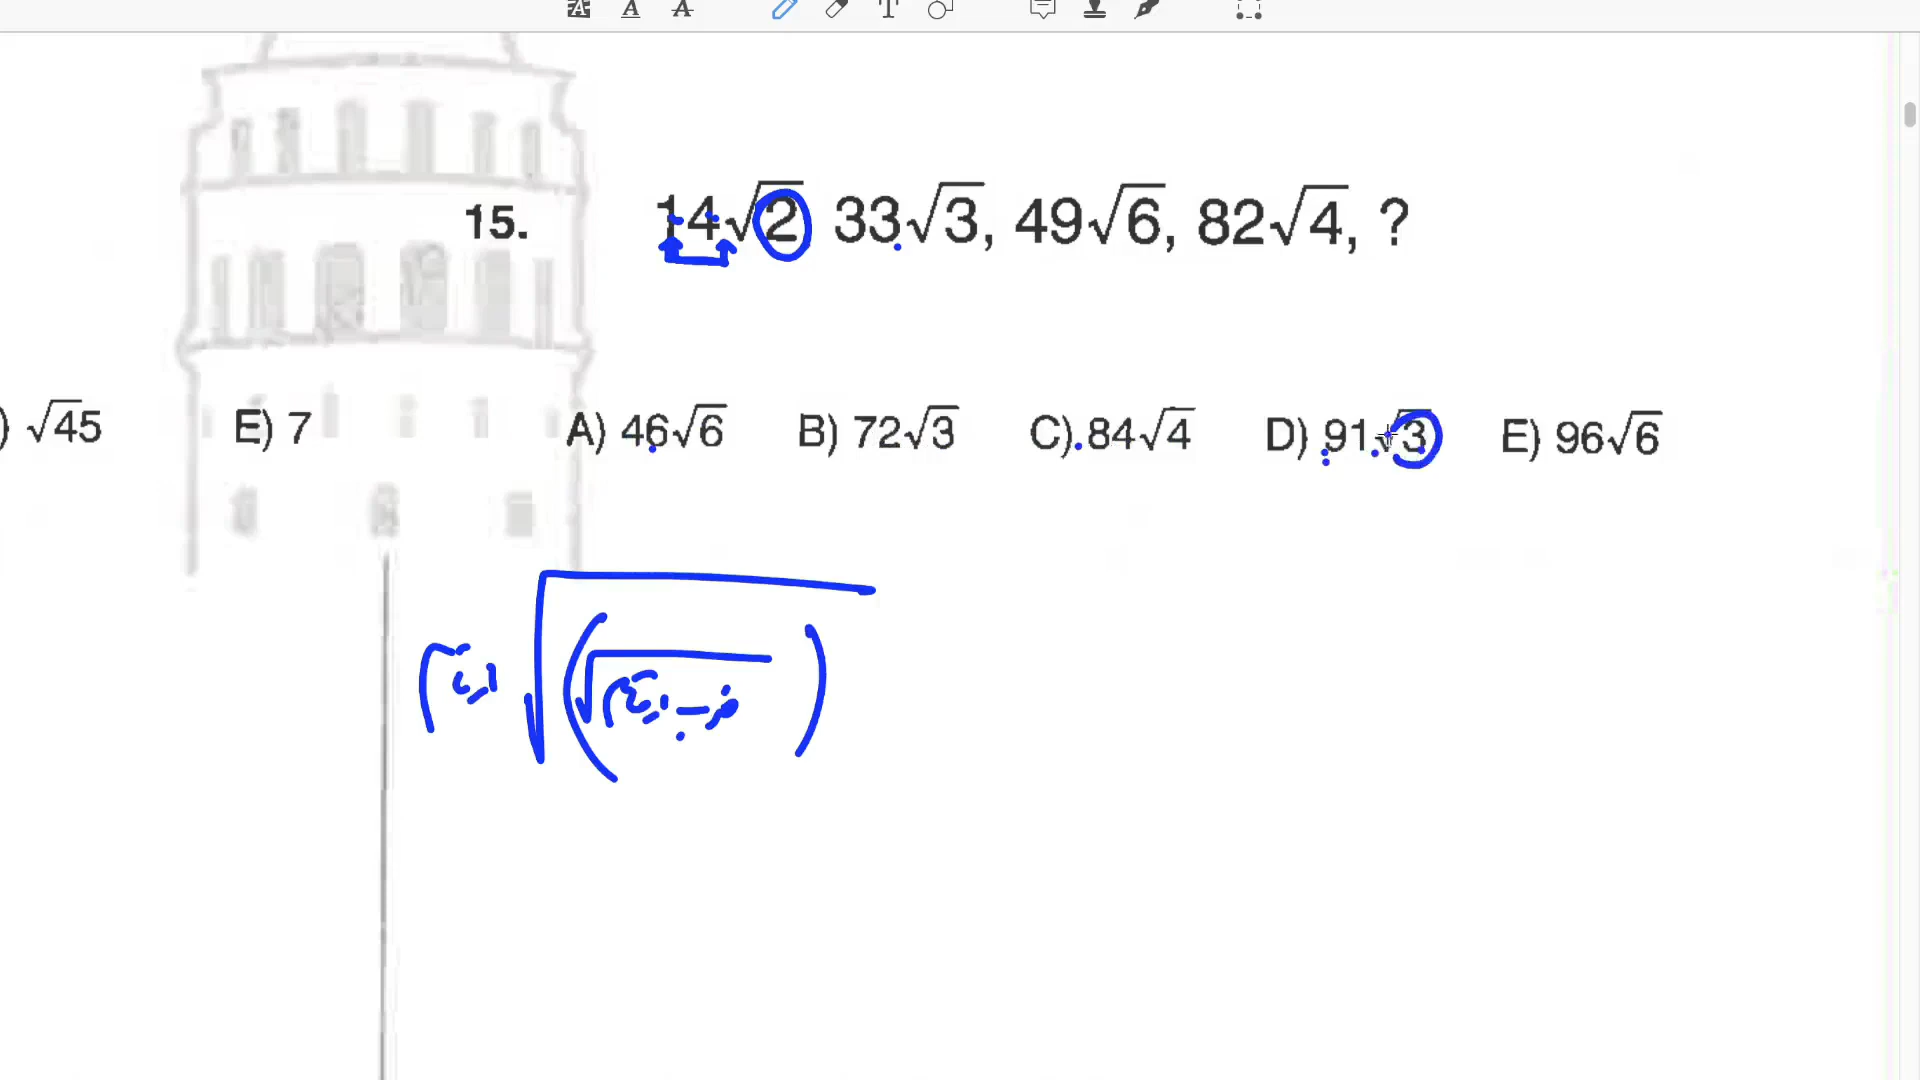 15. 14√2 33√3, 49√6, 82√4, ?
) √45 E) 7
A) 46√6 B) 72√3 C) 84√4 D) 91√3 E) 96√6